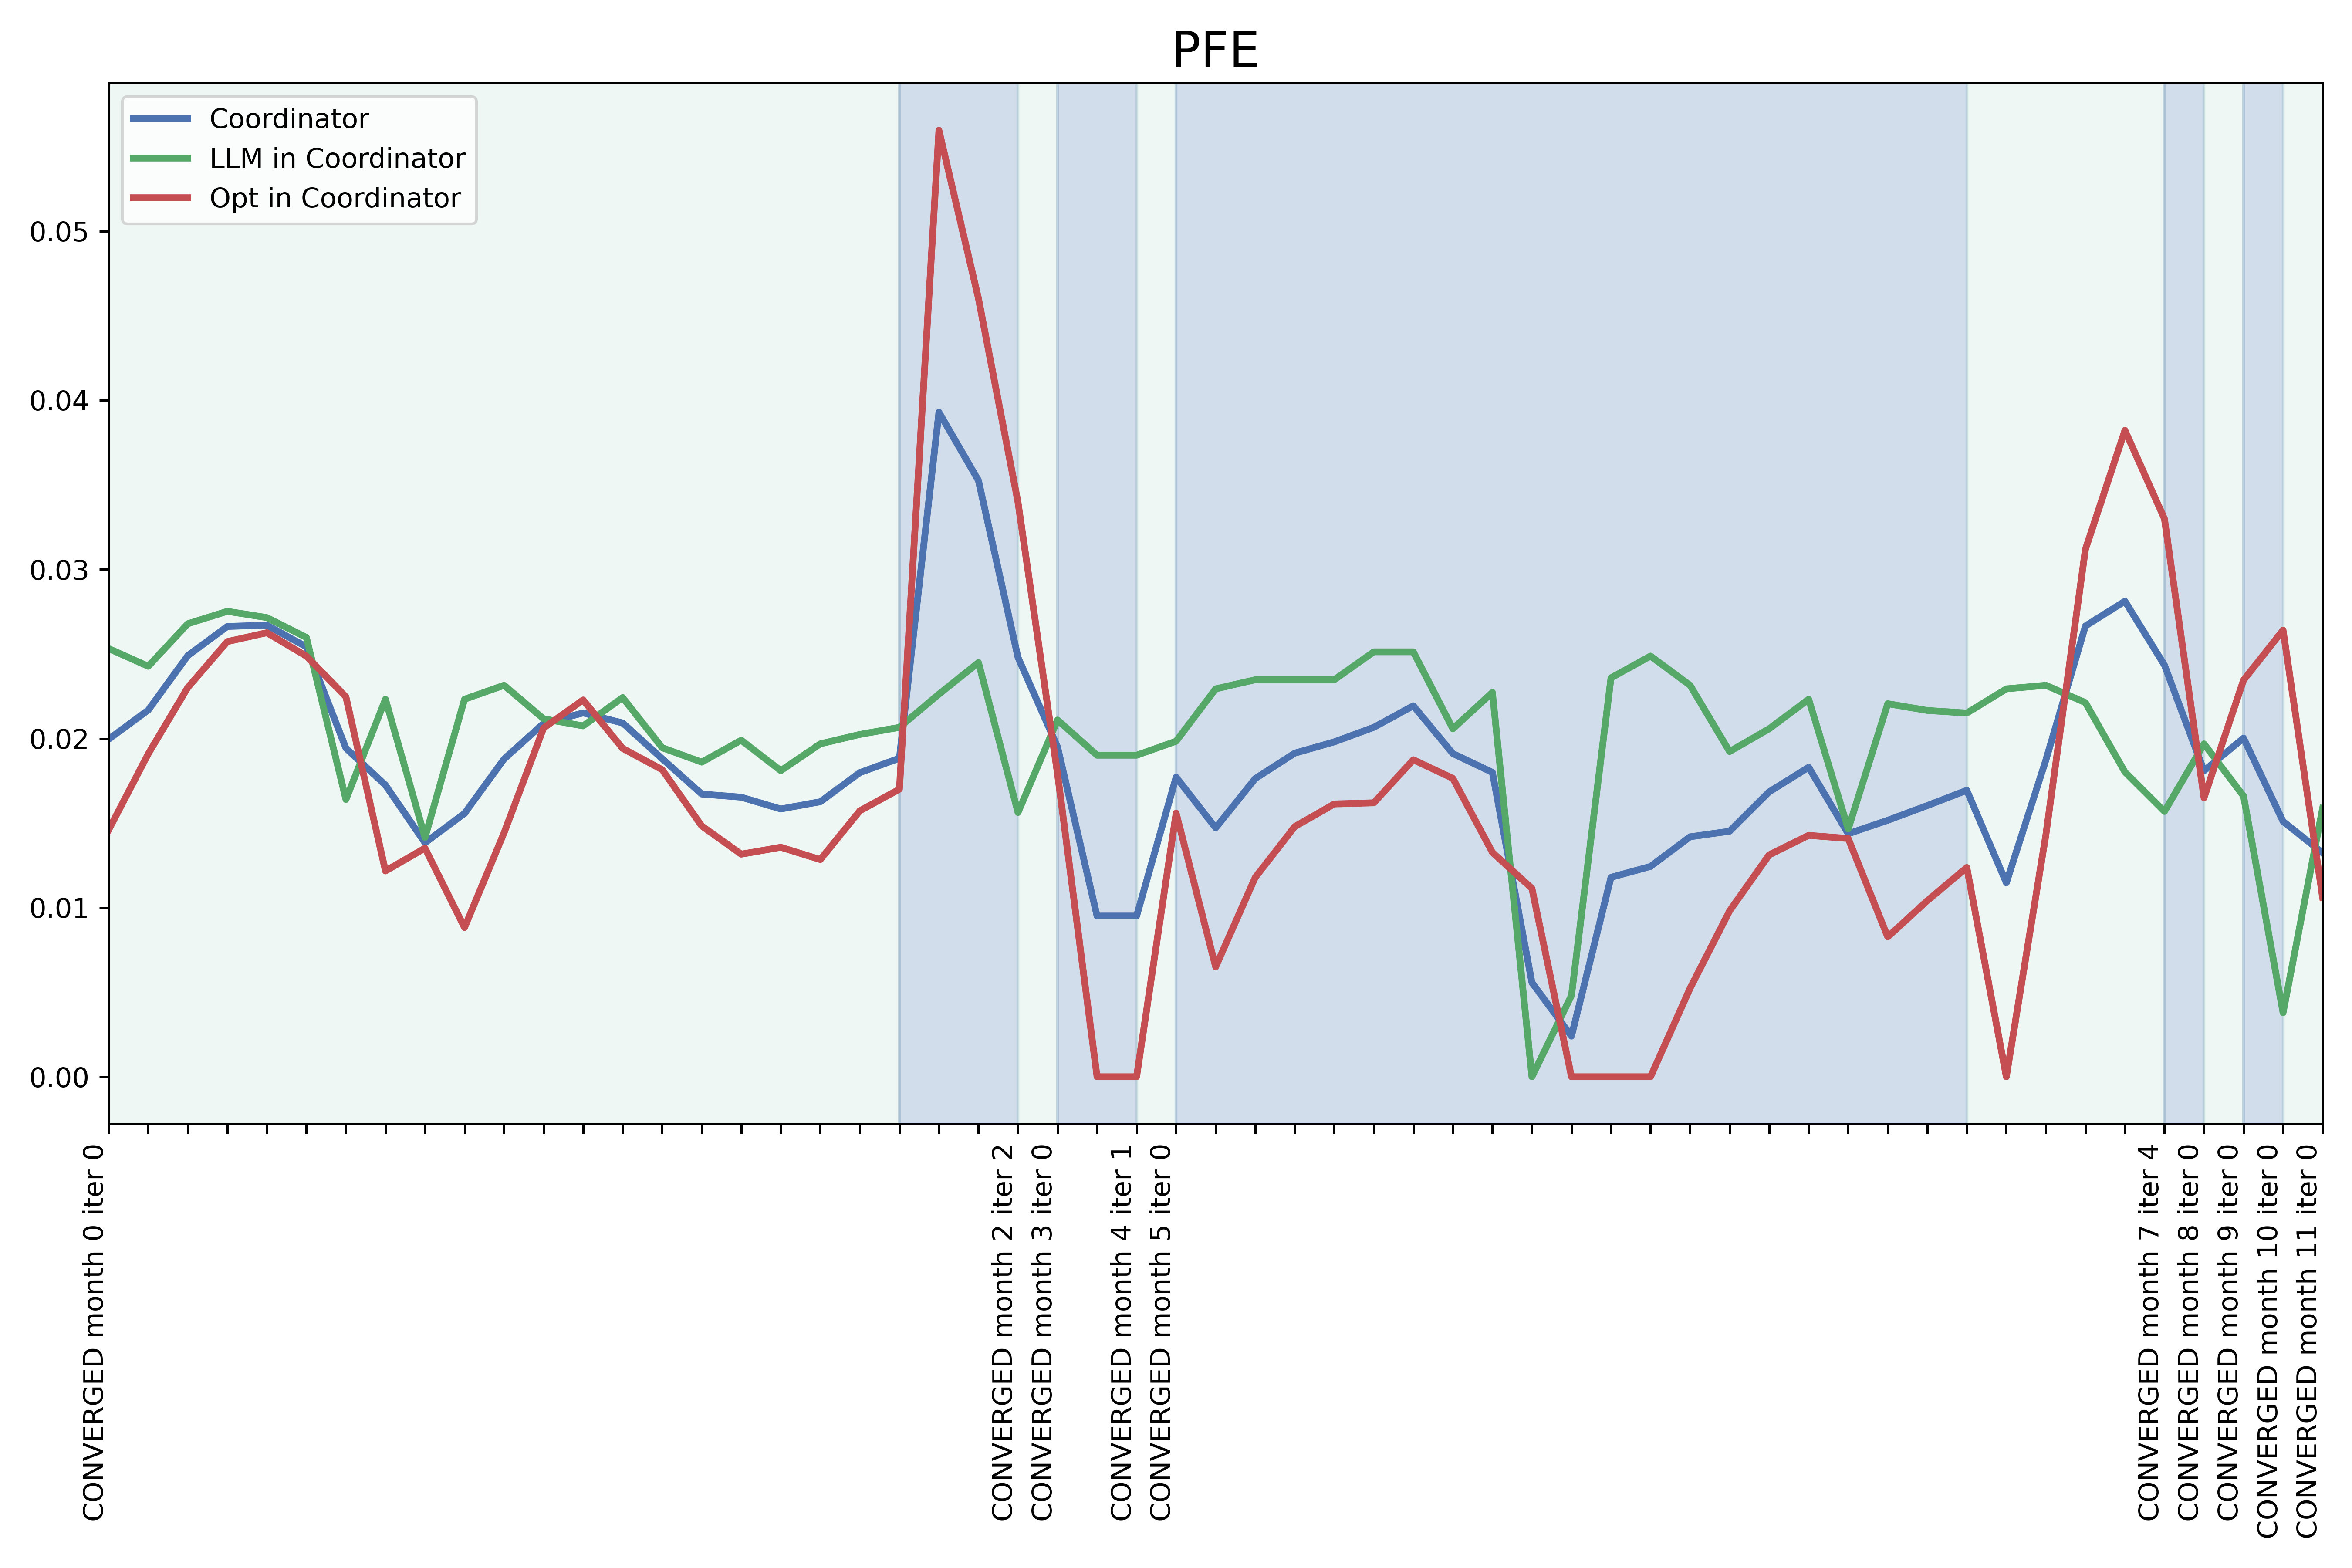 PFE
Coordinator
LLM in Coordinator
Opt in Coordinator
0.05
0.04
0.03
0.02
0.01
0.00
CONVERGED month 0 iter 0
CONVERGED month 2 iter 2
CONVERGED month 3 iter 0
CONVERGED month 4 iter 1
CONVERGED month 5 iter 0
CONVERGED month 7 iter 4
CONVERGED month 8 iter 0
CONVERGED month 9 iter 0
CONVERGED month 10 iter 0
CONVERGED month 11 iter 0